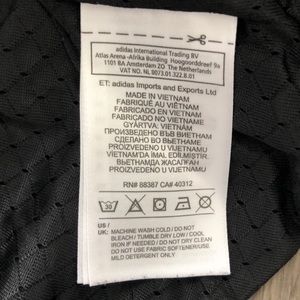 adidas International Trading BV
Atlas Arena -Afrika Building Hoogoorddreef 9a
1101 BA Amsterdam ZO The Netherlands
VAT NO. NL 8073.01.322.B.01
ET: adidas Imports and Exports Ltd
MADE IN VIETNAM
FABRIQUÉ AU VIÊTNAM
FABRICADO EN VIETNAM
FABRICADO NO VIETNAME
GYÁRTVA: VIETNAM
ПРОИЗВЕДЕНО ВЪВ ВИЕТНАМ
СДЕЛАНО ВО ВЬЕТНАМЕ
PROIZVEDENO U VIJETNAMU
VIETNAM'DA İMAL EDİLMİŞTİR.
ВЬЕТНАМДА ЖАСАЛҒАН
PROIZVEDENO U VIJETNAMU
RN# 88387 CA# 40312
30
US /
UK:
MACHINE WASH COLD / DO NOT
BLEACH / TUMBLE DRY LOW / COOL
IRON IF NEEDED / DO NOT DRY CLEAN
DO NOT USE FABRIC SOFTENER / USE
MILD DETERGENT ONLY /